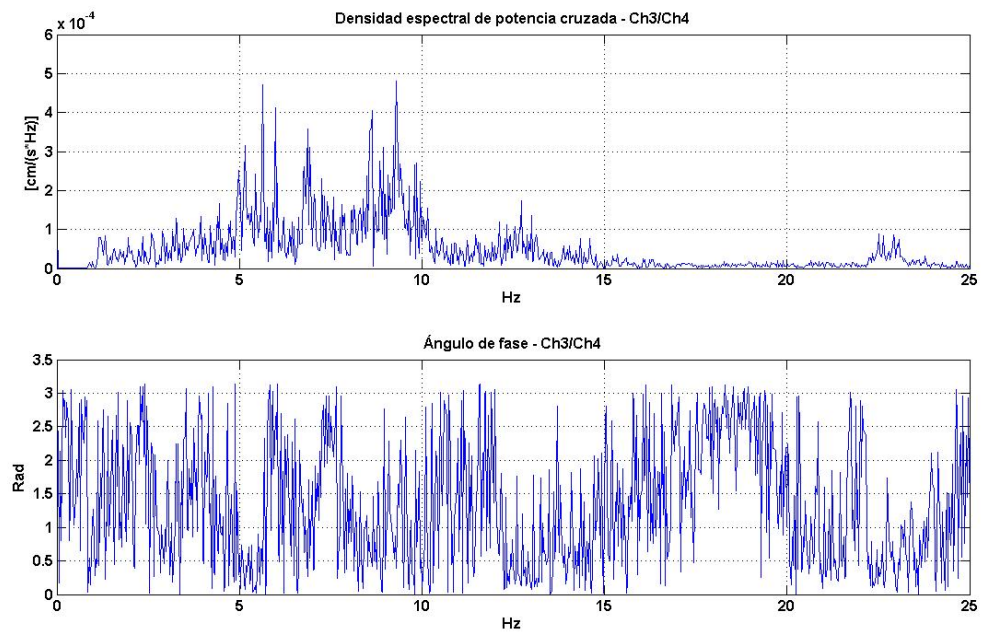 Densidad espectral de potencia cruzada - Ch3/Ch4
x 10^-4
6
5
4
3
2
1
0
[cm/(s*Hz)]
0 5 10 15 20 25
Hz
Ángulo de fase - Ch3/Ch4
3.5
3
2.5
2
1.5
1
0.5
0
Rad
0 5 10 15 20 25
Hz